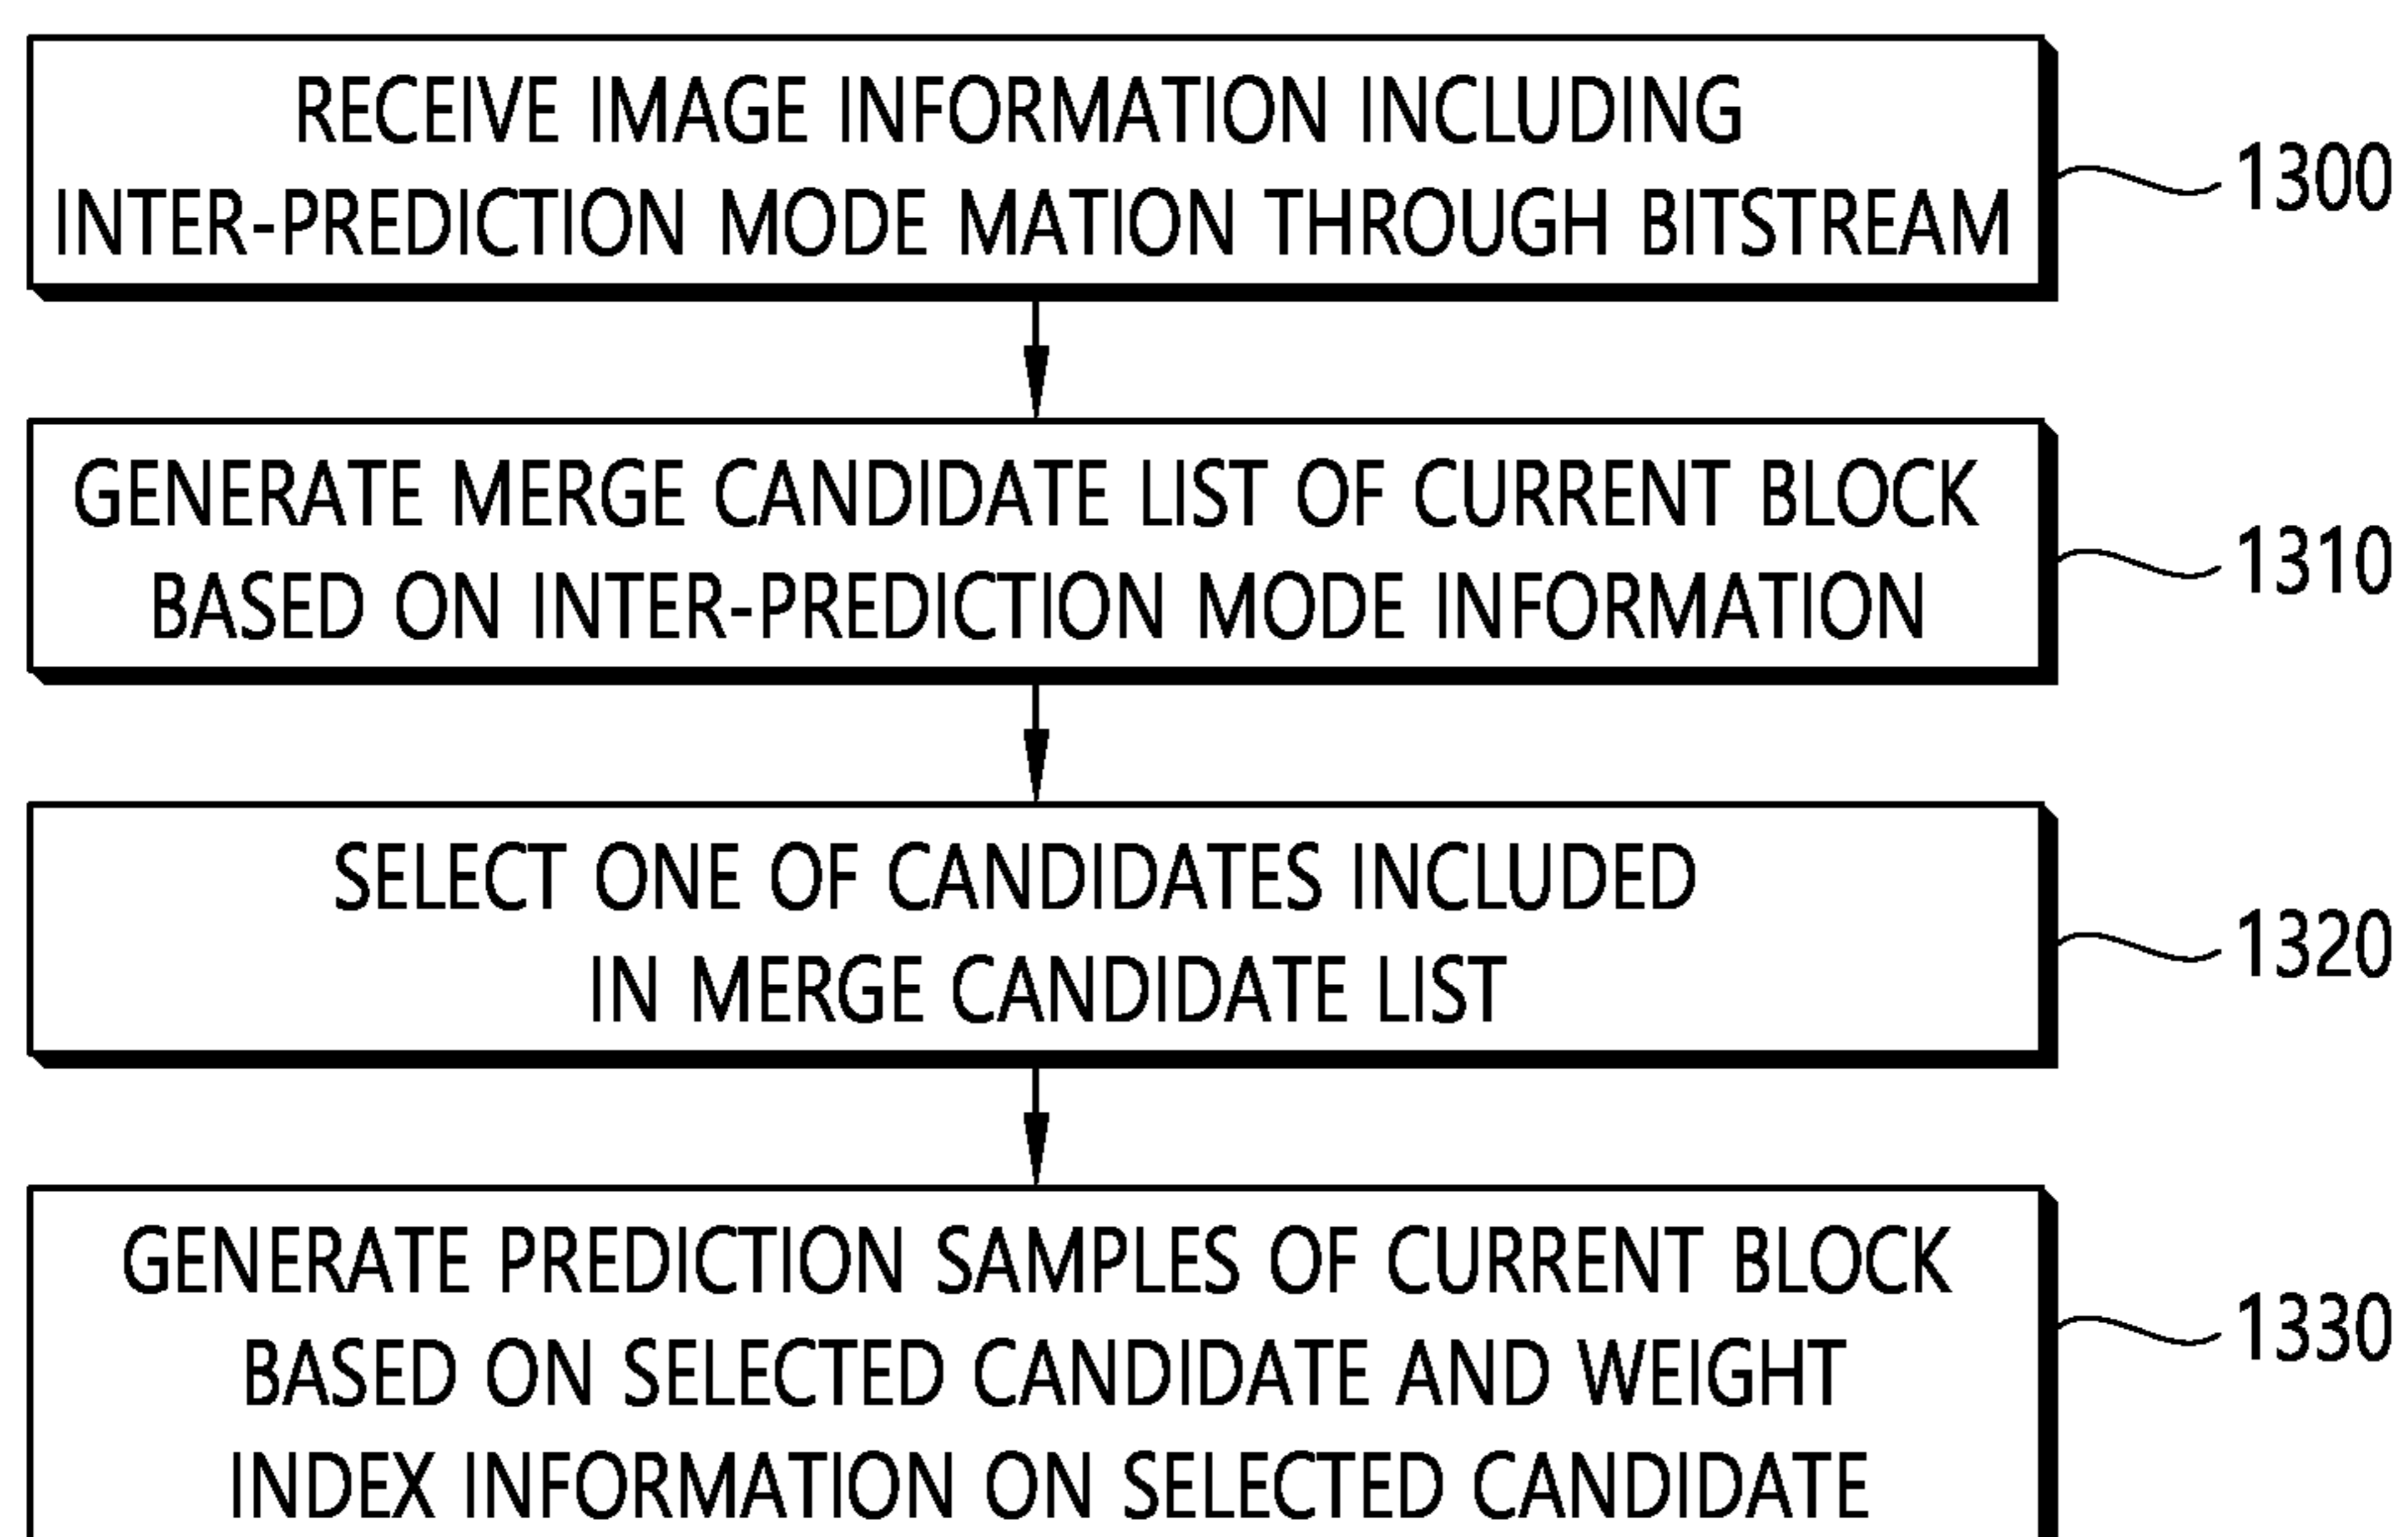 RECEIVE IMAGE INFORMATION INCLUDING
INTER-PREDICTION MODE MATION THROUGH BITSTREAM
1300
GENERATE MERGE CANDIDATE LIST OF CURRENT BLOCK
BASED ON INTER-PREDICTION MODE INFORMATION
1310
SELECT ONE OF CANDIDATES INCLUDED
IN MERGE CANDIDATE LIST
1320
GENERATE PREDICTION SAMPLES OF CURRENT BLOCK
BASED ON SELECTED CANDIDATE AND WEIGHT
INDEX INFORMATION ON SELECTED CANDIDATE
1330